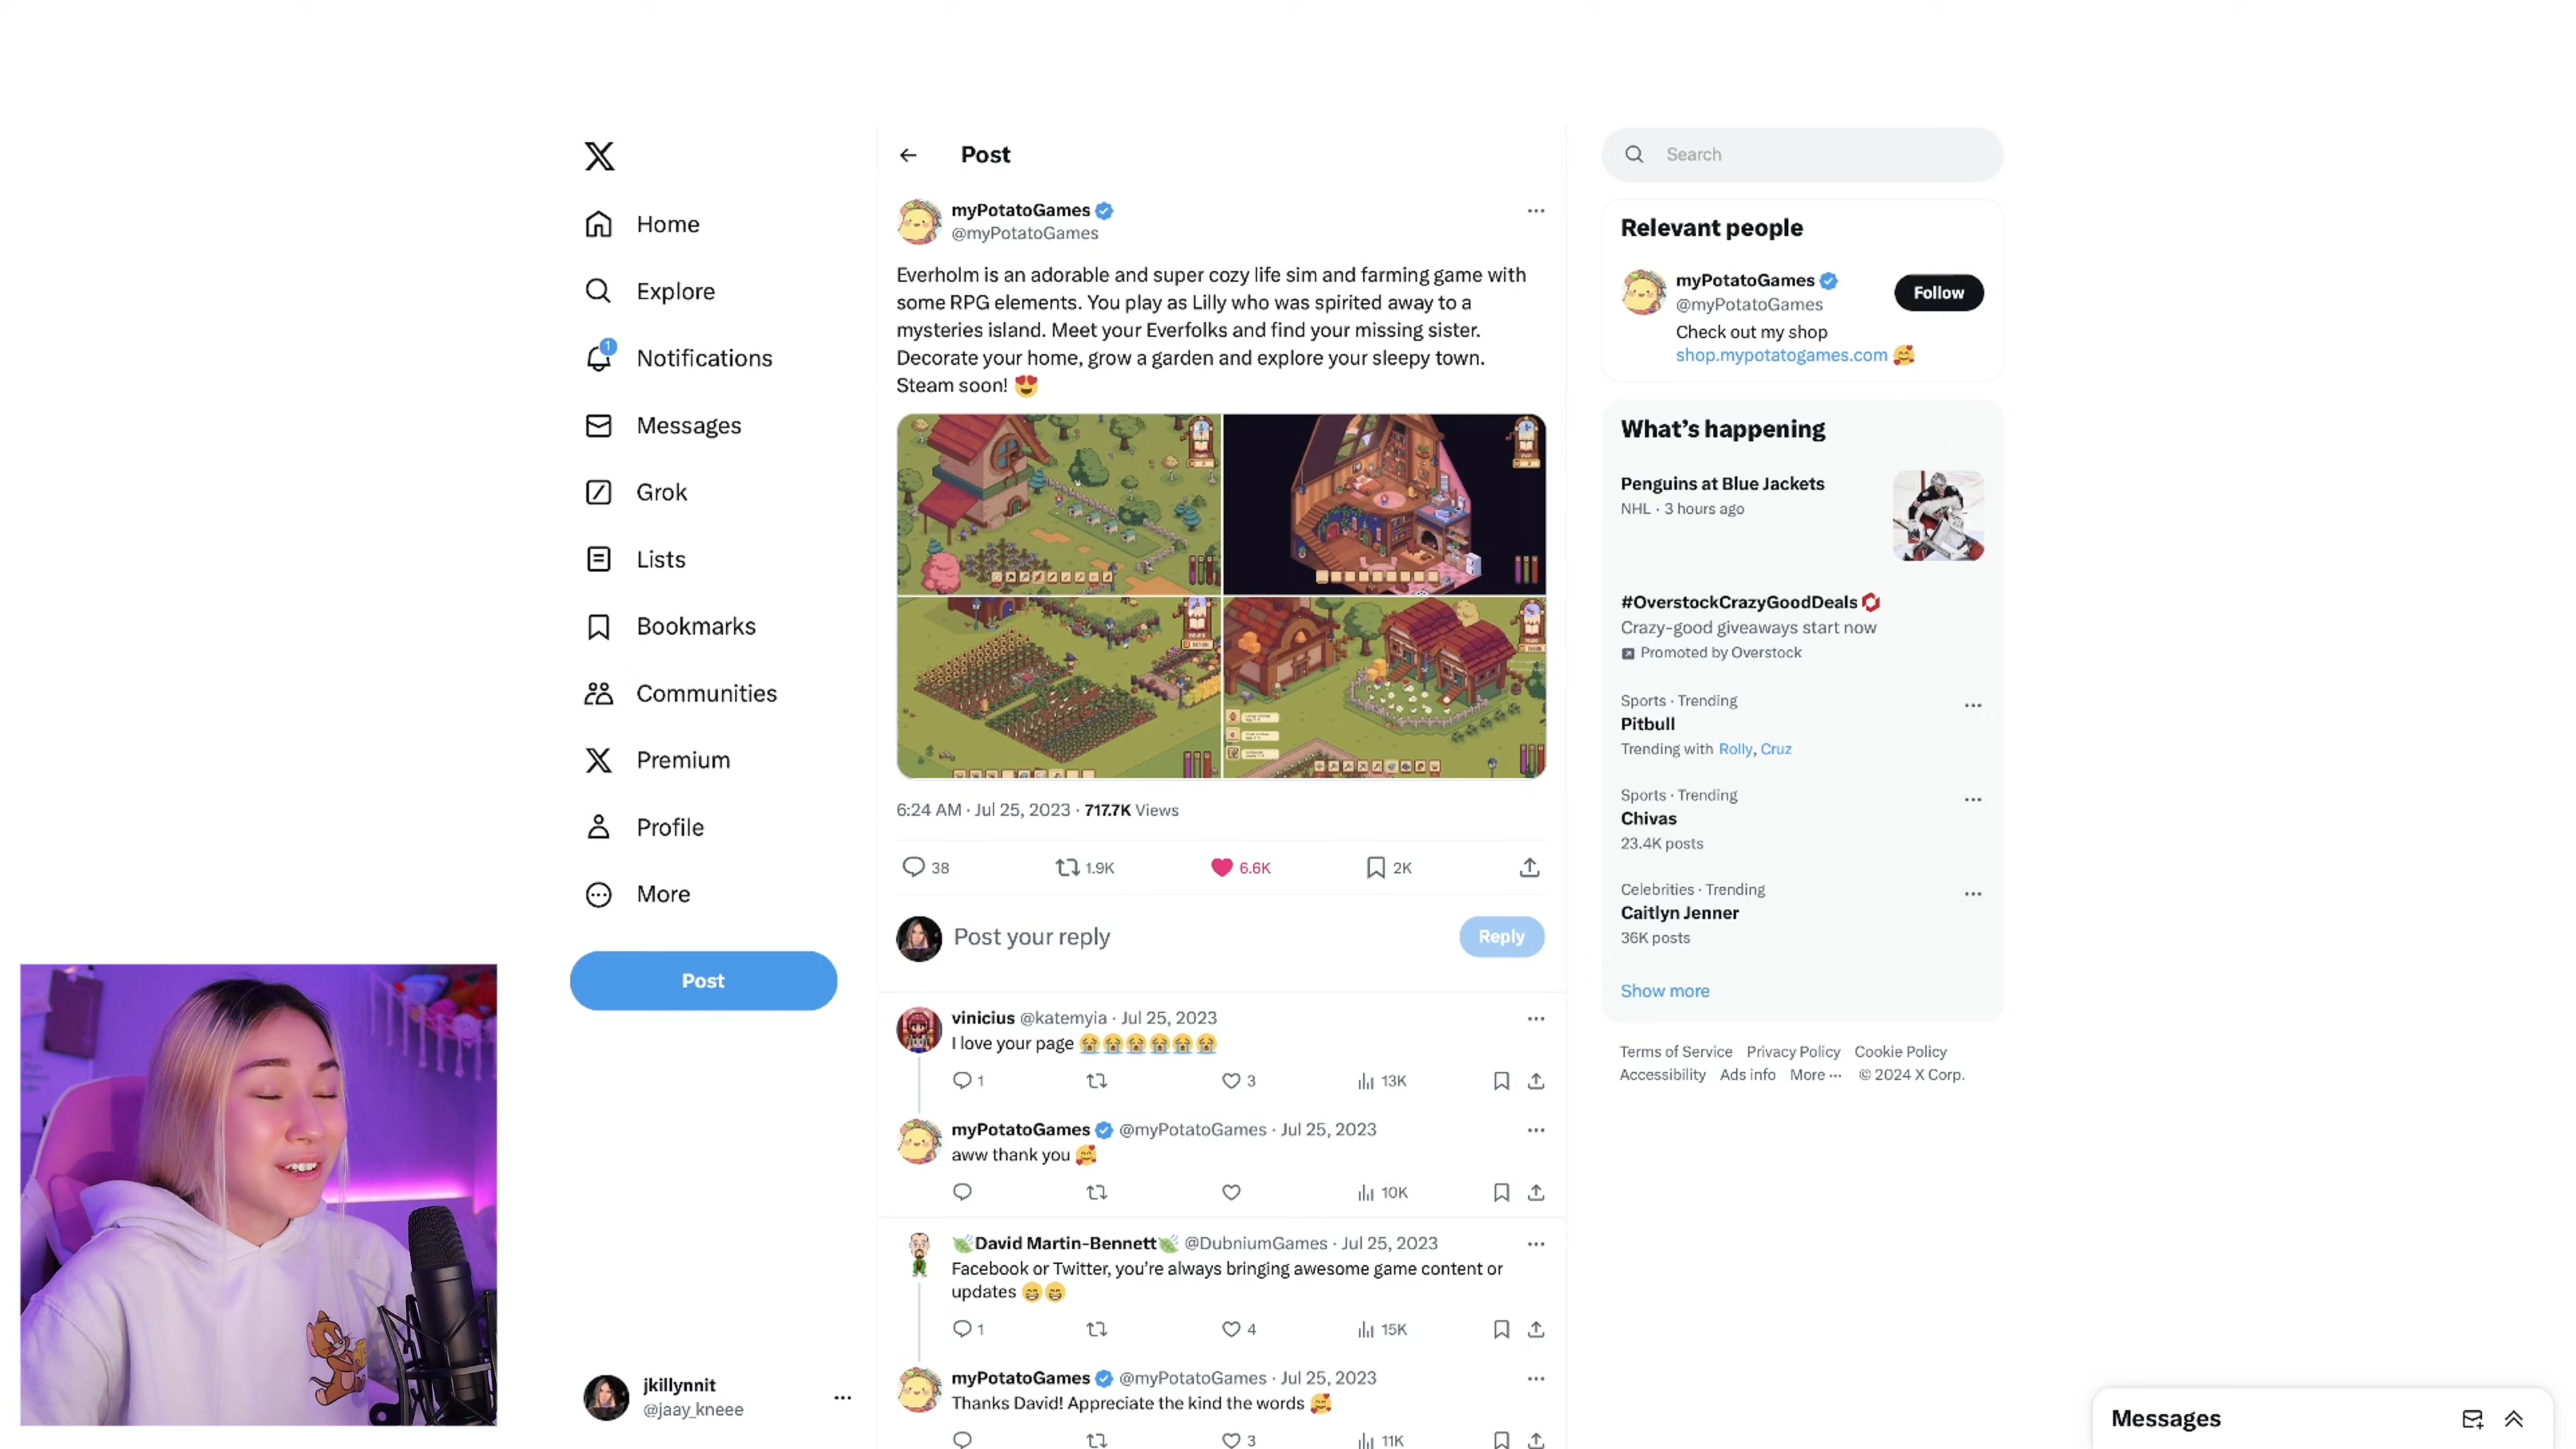 Home
Explore
1
Notifications
Messages
Grok
Lists
Bookmarks
Communities
Premium
Profile
More
Post
jkillynnit
@jaay_kneee
Post
myPotatoGames
@myPotatoGames
Everholm is an adorable and super cozy life sim and farming game with
some RPG elements. You play as Lilly who was spirited away to a
mysteries island. Meet your Everfolks and find your missing sister.
Decorate your home, grow a garden and explore your sleepy town.
Steam soon! 😍
6:24 AM · Jul 25, 2023 · 717.7K Views
38 1.9K 6.6K 2K
Post your reply
Reply
vinicius @katemyia · Jul 25, 2023
I love your page 😭😭😭😭😭😭
1 3 13K
myPotatoGames @myPotatoGames · Jul 25, 2023
aww thank you 🥰
10K
🍃David Martin-Bennett🍃 @DubniumGames · Jul 25, 2023
Facebook or Twitter, you're always bringing awesome game content or
updates 😁😁
1 4 15K
myPotatoGames @myPotatoGames · Jul 25, 2023
Thanks David! Appreciate the kind the words 🥰
3 11K
Search
Relevant people
myPotatoGames
@myPotatoGames
Follow
Check out my shop
shop.mypotatogames.com 🥰
What's happening
Penguins at Blue Jackets
NHL · 3 hours ago
#OverstockCrazyGoodDeals
Crazy-good giveaways start now
Promoted by Overstock
Sports · Trending
Pitbull
Trending with Rolly, Cruz
Sports · Trending
Chivas
23.4K posts
Celebrities · Trending
Caitlyn Jenner
36K posts
Show more
Terms of Service Privacy Policy Cookie Policy
Accessibility Ads info More ··· © 2024 X Corp.
Messages